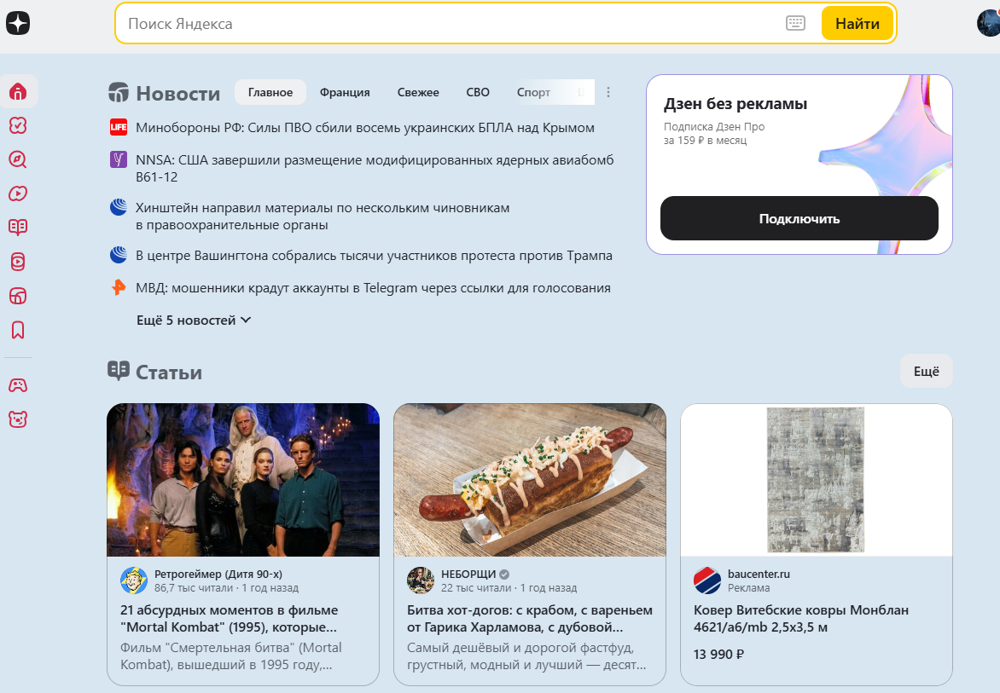 Поиск Яндекса
Найти
Новости
Главное
Франция
Свежее
СВО
Спорт
LIFE
Минобороны РФ: Силы ПВО сбили восемь украинских БПЛА над Крымом
NNSA: США завершили размещение модифицированных ядерных авиабомб
B61-12
Хинштейн направил материалы по нескольким чиновникам
в правоохранительные органы
В центре Вашингтона собрались тысячи участников протеста против Трампа
МВД: мошенники крадут аккаунты в Telegram через ссылки для голосования
Ещё 5 новостей
Дзен без рекламы
Подписка Дзен Про
за 159 ₽ в месяц
Подключить
Статьи
Ещё
Ретрогеймер (Дитя 90-х)
86,7 тыс читали · 1 год назад
21 абсурдных моментов в фильме
"Mortal Kombat" (1995), которые...
Фильм "Смертельная битва" (Mortal
Kombat), вышедший в 1995 году,...
НЕБОРЩИ
22 тыс читали · 1 год назад
Битва хот-догов: с крабом, с вареньем
от Гарика Харламова, с дубовой...
Самый дешёвый и дорогой фастфуд,
грустный, модный и лучший — десят...
baucenter.ru
Реклама
Ковер Витебские ковры Монблан
4621/a6/mb 2,5х3,5 м
13 990 ₽